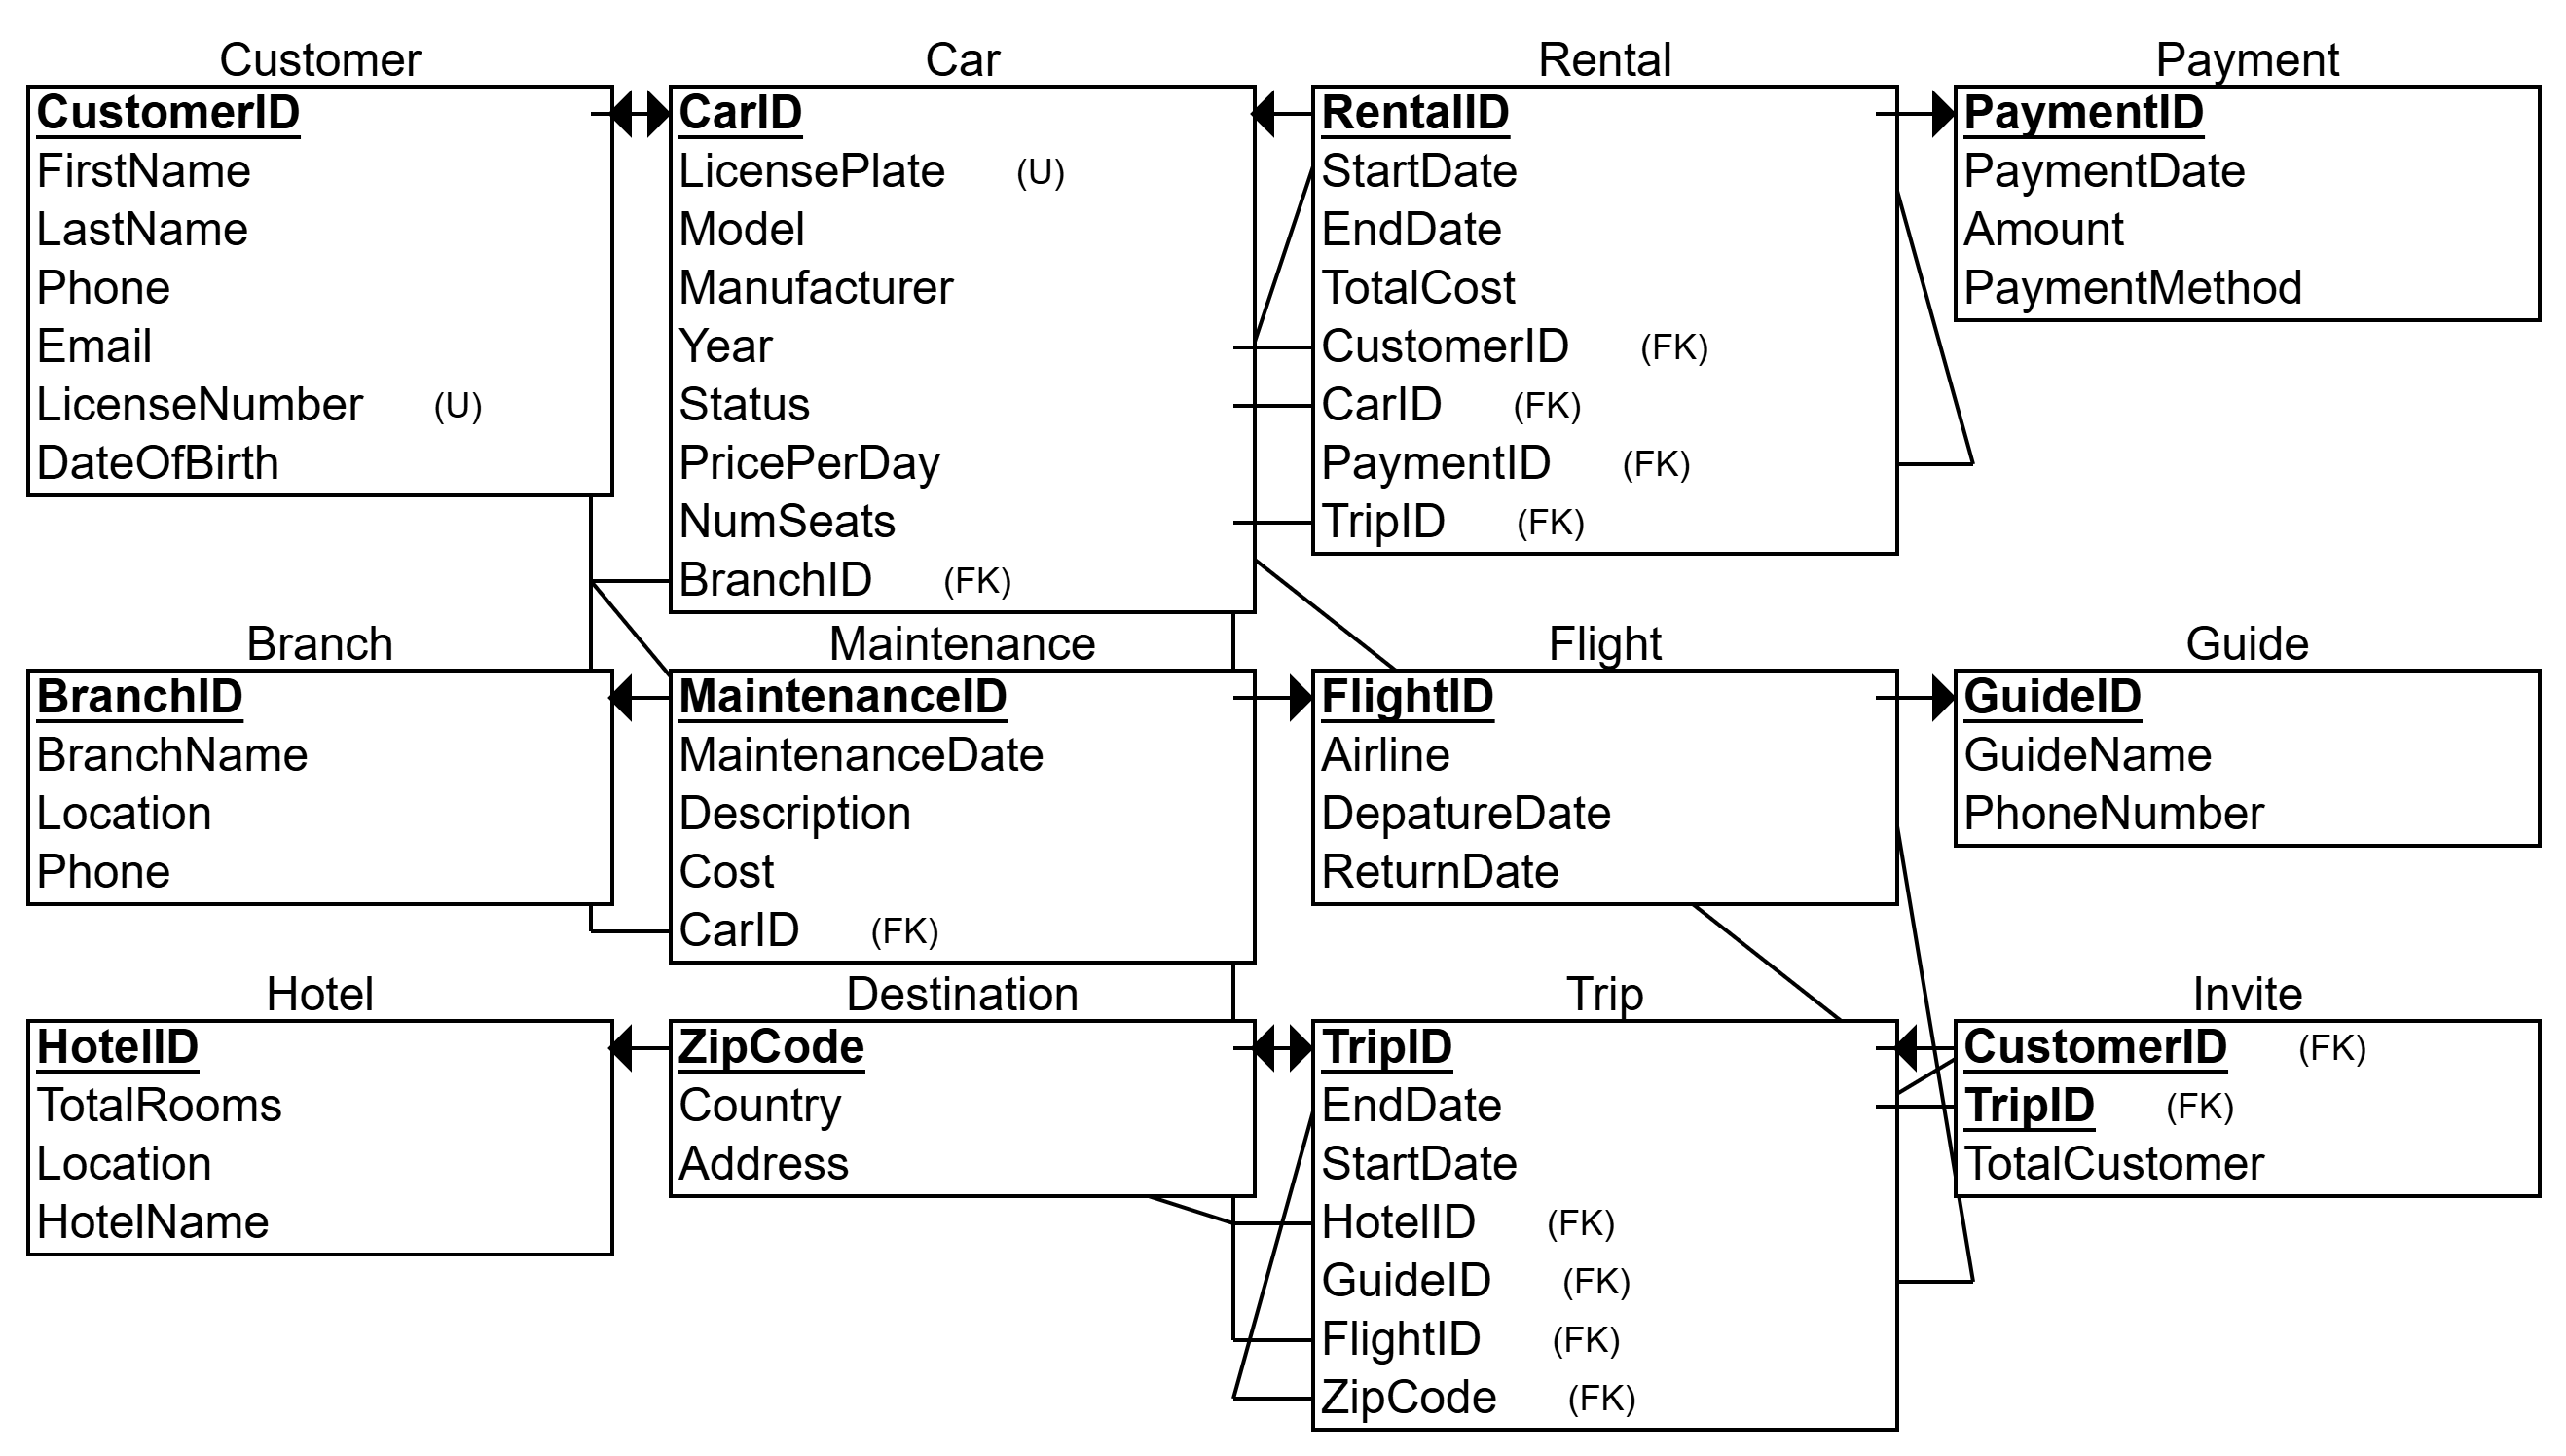 Customer
CustomerID
FirstName
LastName
Phone
Email
LicenseNumber (U)
DateOfBirth
Car
CarID
LicensePlate (U)
Model
Manufacturer
Year
Status
PricePerDay
NumSeats
BranchID (FK)
Rental
RentalID
StartDate
EndDate
TotalCost
CustomerID (FK)
CarID (FK)
PaymentID (FK)
TripID (FK)
Payment
PaymentID
PaymentDate
Amount
PaymentMethod
Branch
BranchID
BranchName
Location
Phone
Maintenance
MaintenanceID
MaintenanceDate
Description
Cost
CarID (FK)
Flight
FlightID
Airline
DepatureDate
ReturnDate
Guide
GuideID
GuideName
PhoneNumber
Hotel
HotelID
TotalRooms
Location
HotelName
Destination
ZipCode
Country
Address
Trip
TripID
EndDate
StartDate
HotelID (FK)
GuideID (FK)
FlightID (FK)
ZipCode (FK)
Invite
CustomerID (FK)
TripID (FK)
TotalCustomer